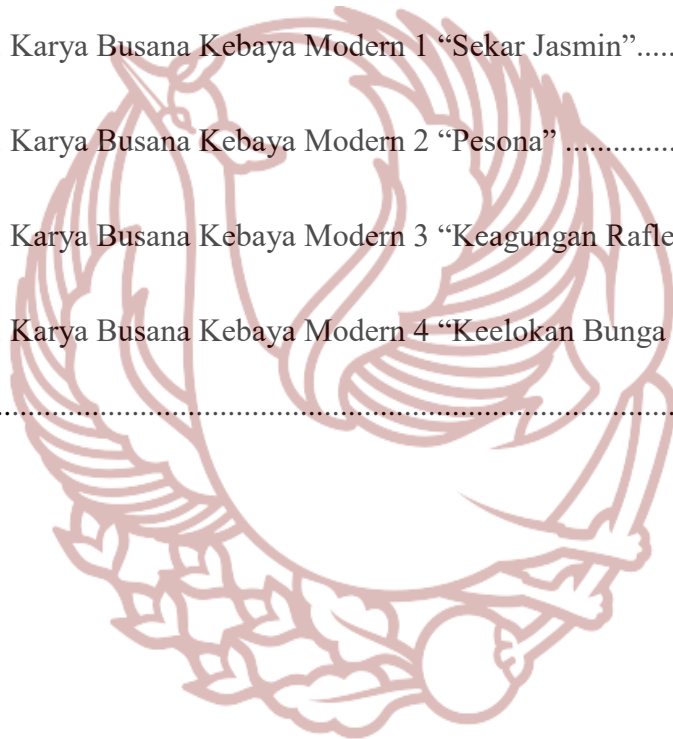 Karya Busana Kebaya Modern 1 “Sekar Jasmin”.....
Karya Busana Kebaya Modern 2 “Pesona” .............
Karya Busana Kebaya Modern 3 “Keagungan Rafle
Karya Busana Kebaya Modern 4 “Keelokan Bunga
................................................................................